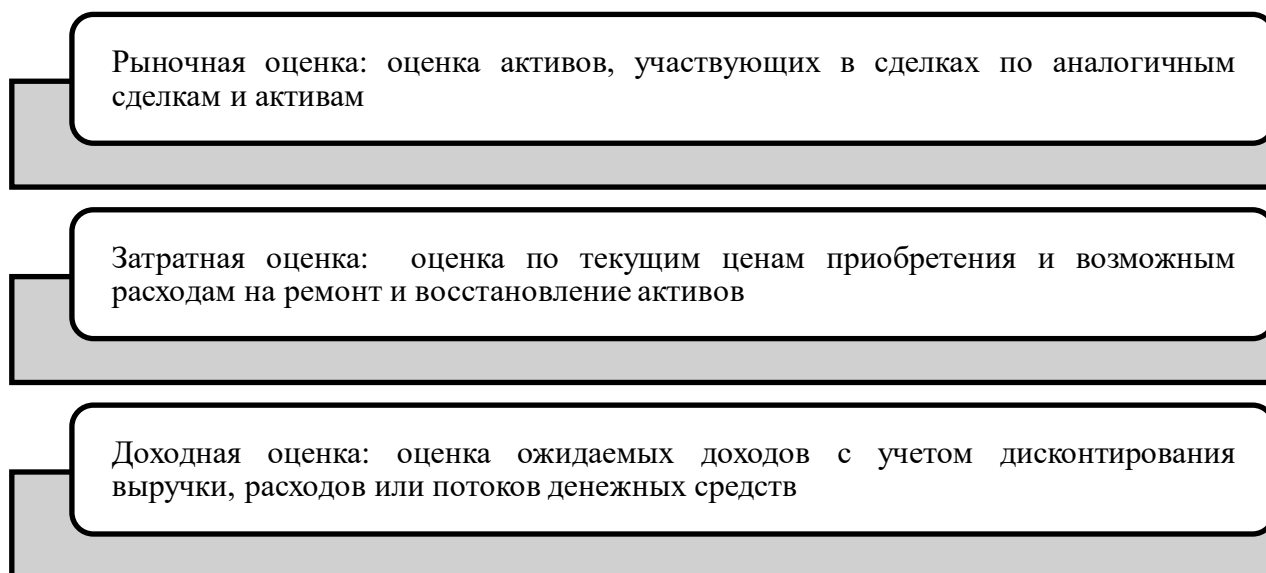 Рыночная оценка: оценка активов, участвующих в сделках по аналогичным
сделкам и активам
Затратная оценка: оценка по текущим ценам приобретения и возможным
расходам на ремонт и восстановление активов
Доходная оценка: оценка ожидаемых доходов с учетом дисконтирования
выручки, расходов или потоков денежных средств